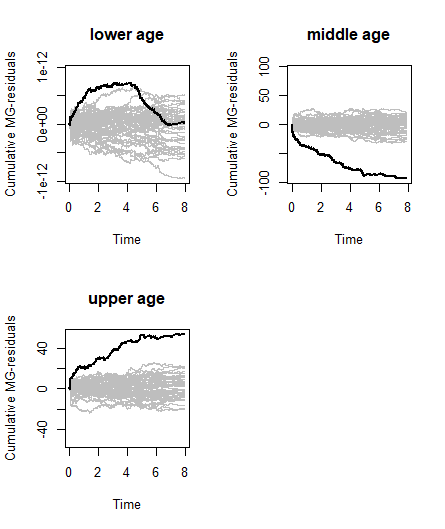 lower age
Cumulative MG-residuals
-1e-12
0e+00
1e-12
0 2 4 6 8
Time
middle age
Cumulative MG-residuals
-100
0
50
100
0 2 4 6 8
Time
upper age
Cumulative MG-residuals
-40
0
40
0 2 4 6 8
Time